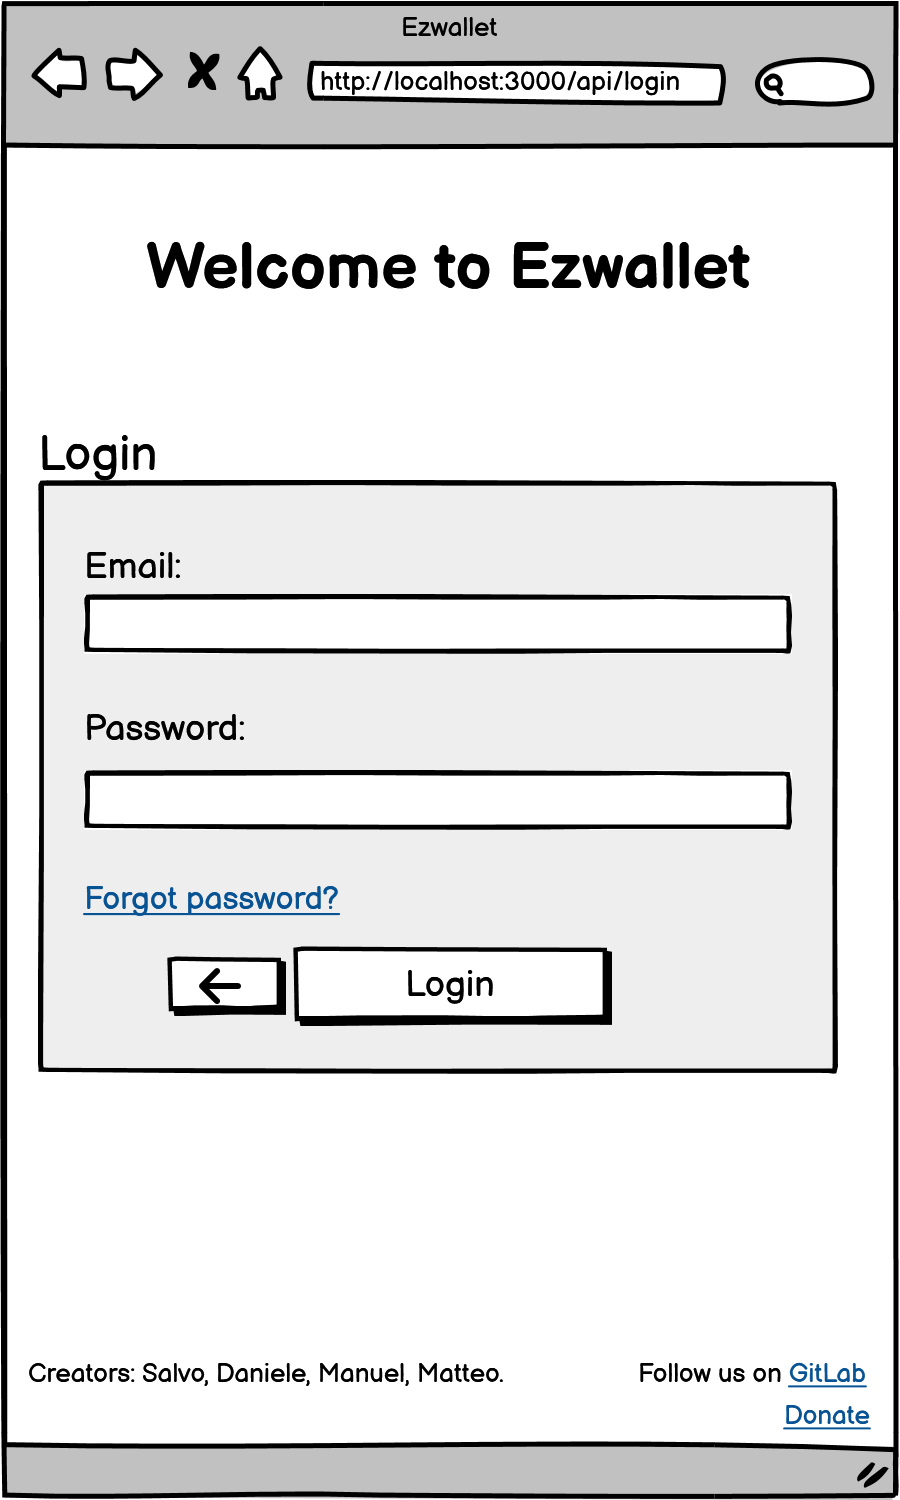 Ezwallet
http://localhost:3000/api/login
Welcome to Ezwallet
Login
Email:
Password:
Forgot password?
Login
Creators: Salvo, Daniele, Manuel, Matteo.
Follow us on GitLab
Donate